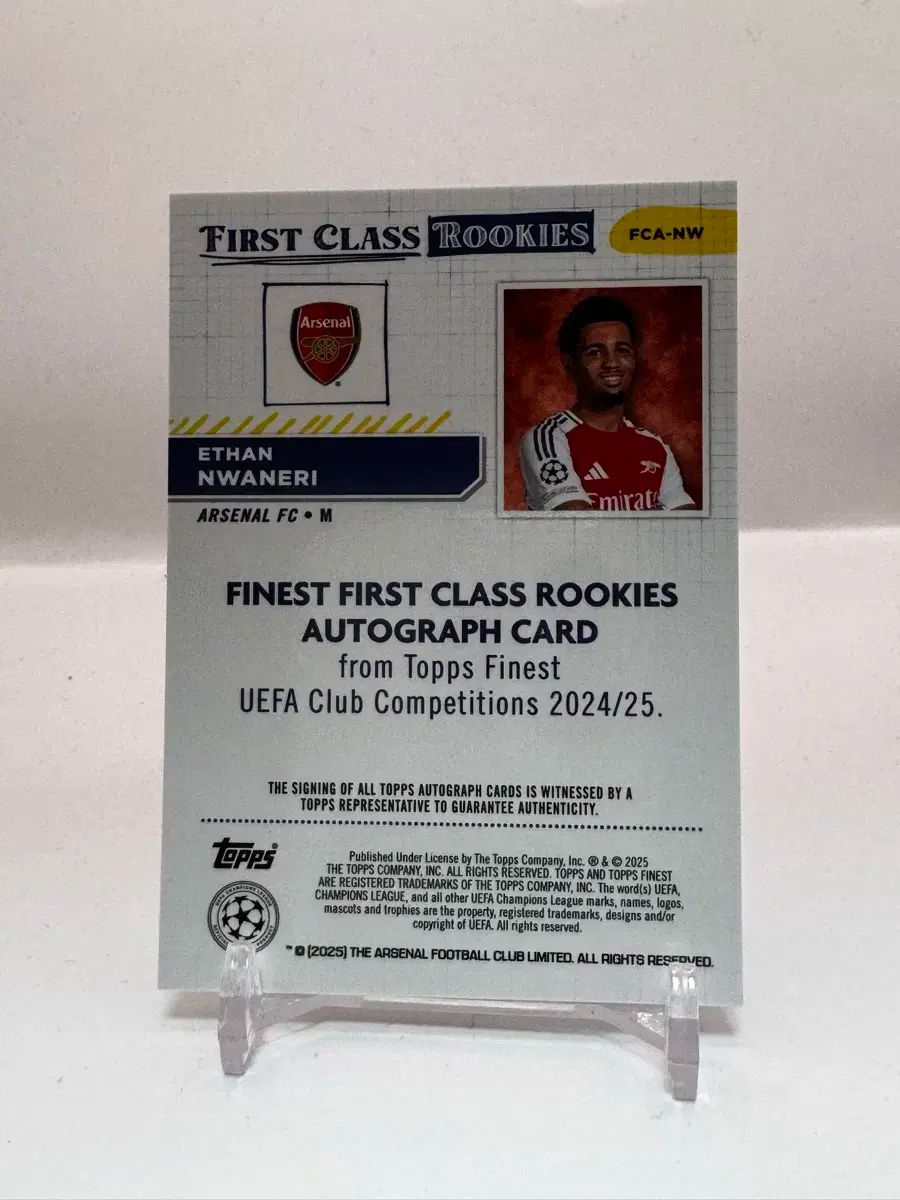 FIRST CLASS ROOKIES
FCA-NW
Arsenal
ETHAN
NWANERI
ARSENAL FC • M
Emirat
FINEST FIRST CLASS ROOKIES
AUTOGRAPH CARD
from Topps Finest
UEFA Club Competitions 2024/25.
THE SIGNING OF ALL TOPPS AUTOGRAPH CARDS IS WITNESSED BY A
TOPPS REPRESENTATIVE TO GUARANTEE AUTHENTICITY.
topps
Published Under License by The Topps Company, Inc. ® & © 2025
THE TOPPS COMPANY, INC. ALL RIGHTS RESERVED. TOPPS AND TOPPS FINEST
ARE REGISTERED TRADEMARKS OF THE TOPPS COMPANY, INC. The word(s) UEFA,
CHAMPIONS LEAGUE, and all other UEFA Champions League marks, names, logos,
mascots and trophies are the property, registered trademarks, designs and/or
copyright of UEFA. All rights reserved.
UEFA CHAMPIONS LEAGUE
™ © (2025) THE ARSENAL FOOTBALL CLUB LIMITED. ALL RIGHTS RESERVED.